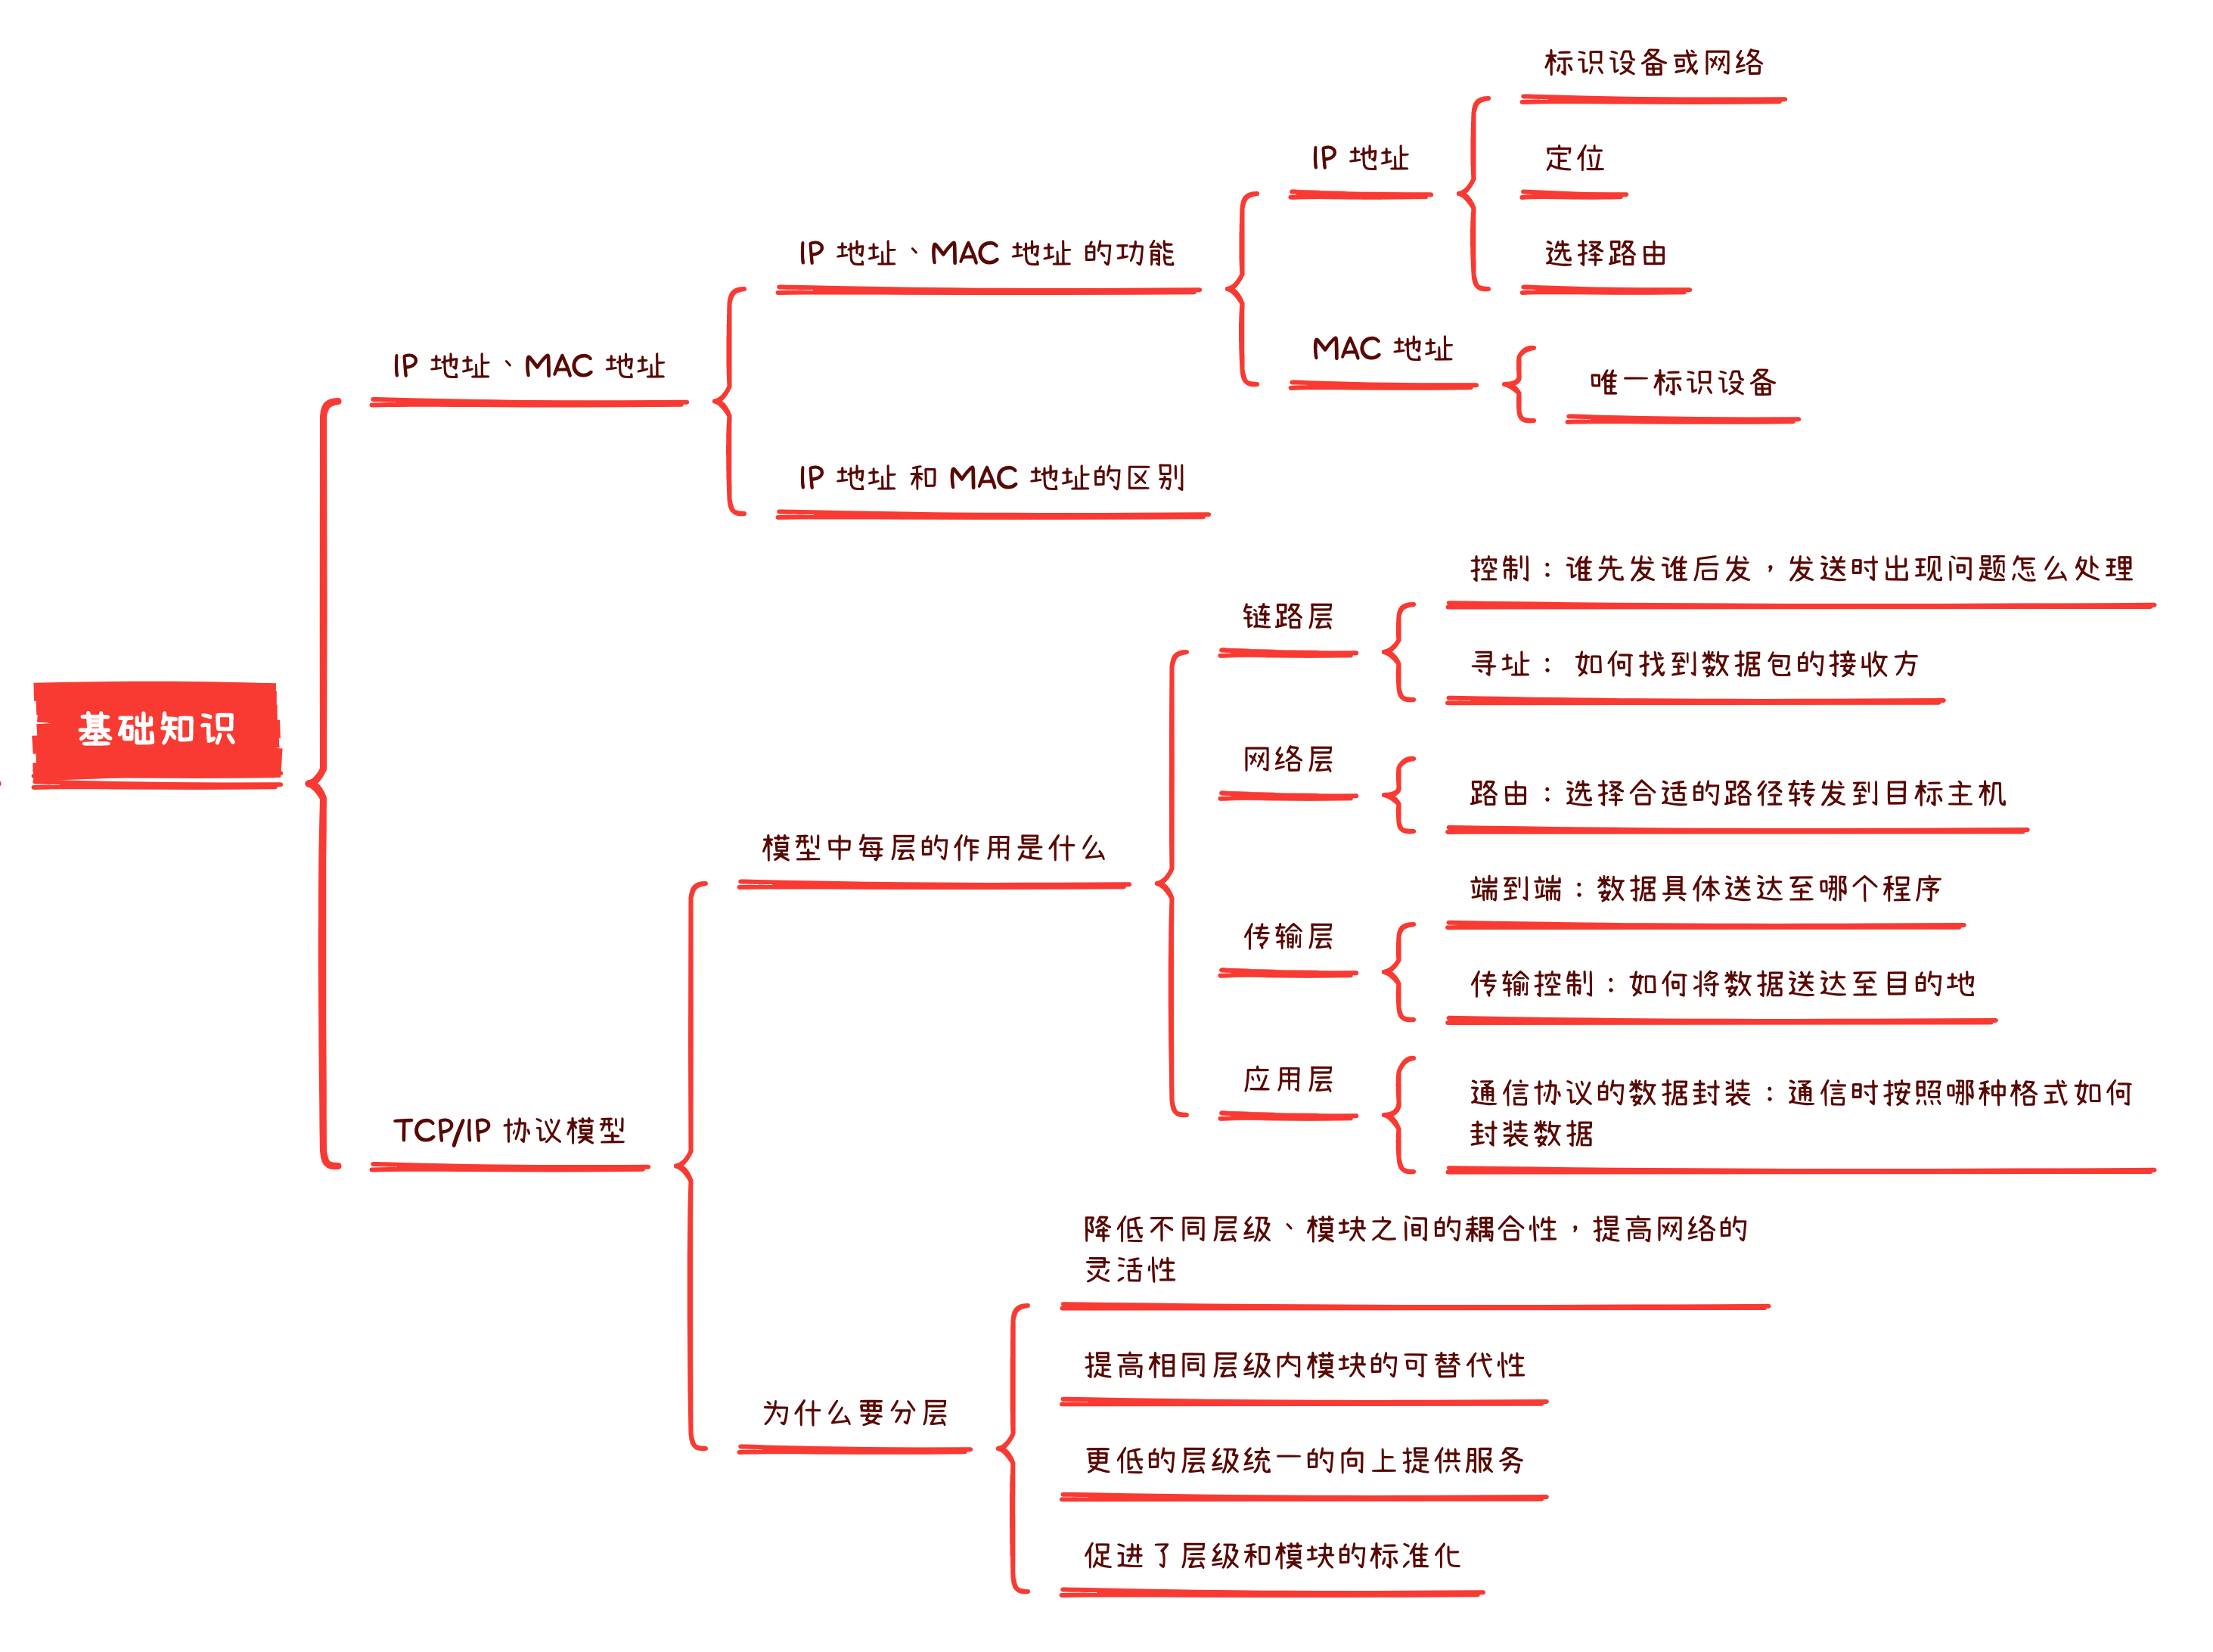 基础知识
IP 地址、MAC 地址
IP 地址、MAC 地址 的功能
IP 地址
标识设备或网络
定位
选择路由
MAC 地址
唯一标识设备
IP 地址 和 MAC 地址的区别
TCP/IP 协议模型
模型中每层的作用是什么
链路层
控制：谁先发谁后发，发送时出现问题怎么处理
寻址： 如何找到数据包的接收方
网络层
路由：选择合适的路径转发到目标主机
传输层
端到端：数据具体送达至哪个程序
传输控制：如何将数据送达至目的地
应用层
通信协议的数据封装：通信时按照哪种格式如何
封装数据
为什么要分层
降低不同层级、模块之间的耦合性，提高网络的
灵活性
提高相同层级内模块的可替代性
更低的层级统一的向上提供服务
促进了层级和模块的标准化